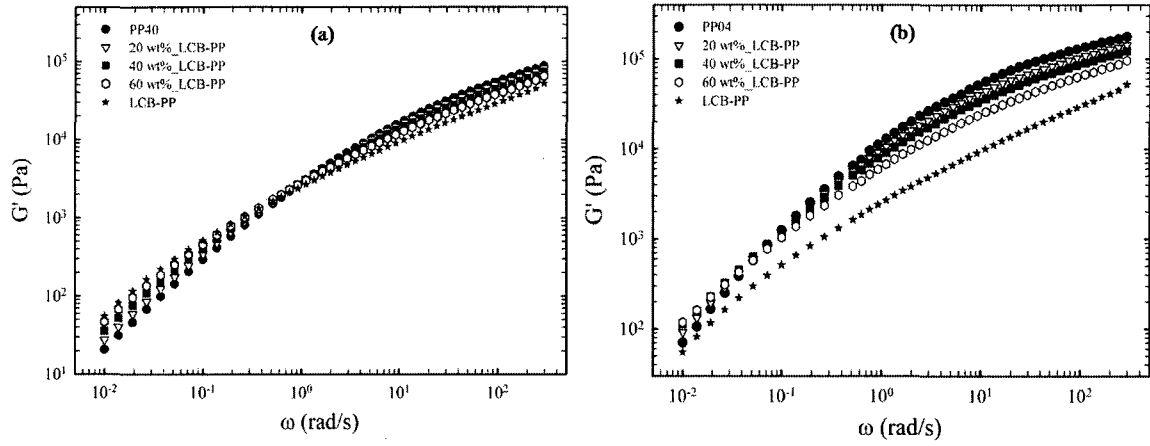 (a)
PP40
20 wt%_LCB-PP
40 wt%_LCB-PP
60 wt%_LCB-PP
LCB-PP
10⁵
10⁴
10³
10²
10¹
G' (Pa)
10⁻² 10⁻¹ 10⁰ 10¹ 10²
ω (rad/s)
(b)
PP04
20 wt%_LCB-PP
40 wt%_LCB-PP
60 wt%_LCB-PP
LCB-PP
10⁵
10⁴
10³
10²
G' (Pa)
10⁻² 10⁻¹ 10⁰ 10¹ 10²
ω (rad/s)